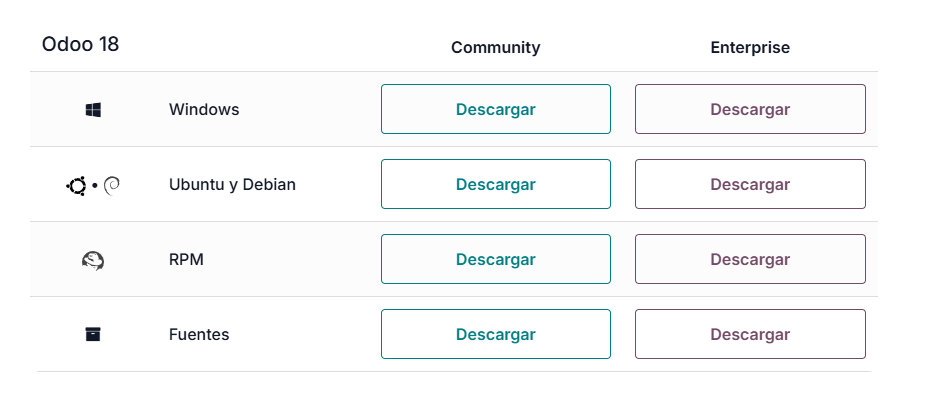 Odoo 18 Community Enterprise
Windows Descargar Descargar
Ubuntu y Debian Descargar Descargar
RPM Descargar Descargar
Fuentes Descargar Descargar